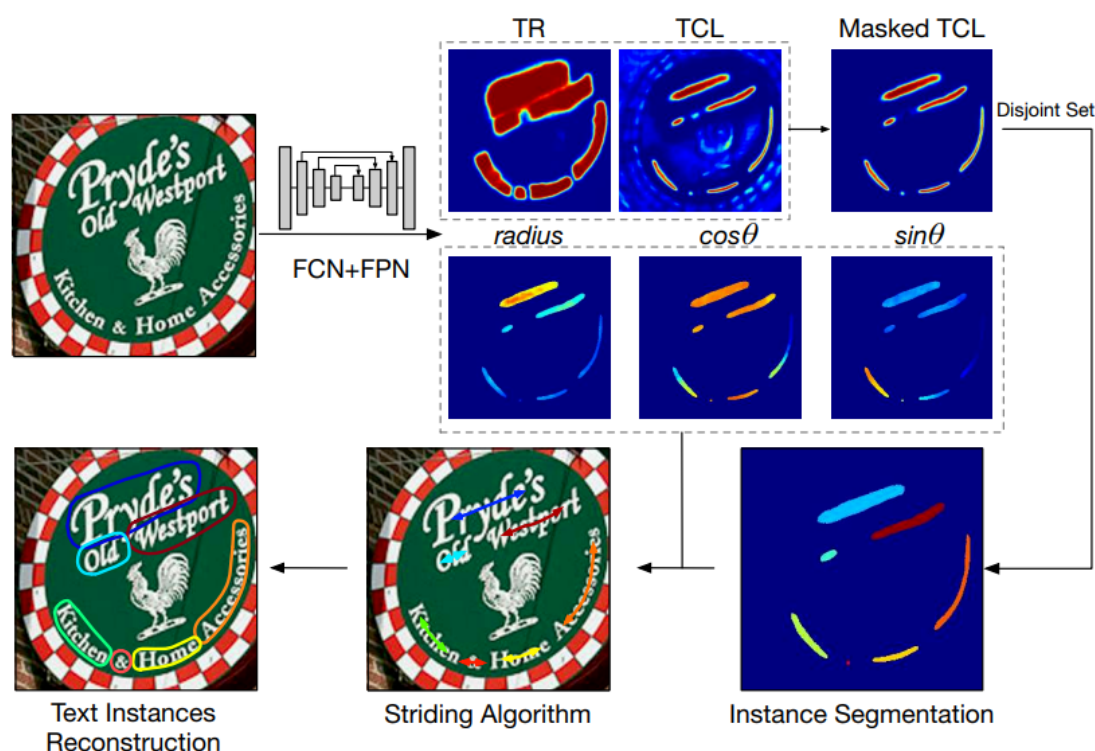 TR
TCL
Masked TCL
Disjoint Set
Pryde's
Old Westport
Kitchen & Home Accessories
FCN+FPN
radius
cosθ
sinθ
Pryde's
Old Westport
Kitchen & Home Accessories
Pryde's
Old Westport
Kitchen & Home Accessories
Text Instances
Reconstruction
Striding Algorithm
Instance Segmentation